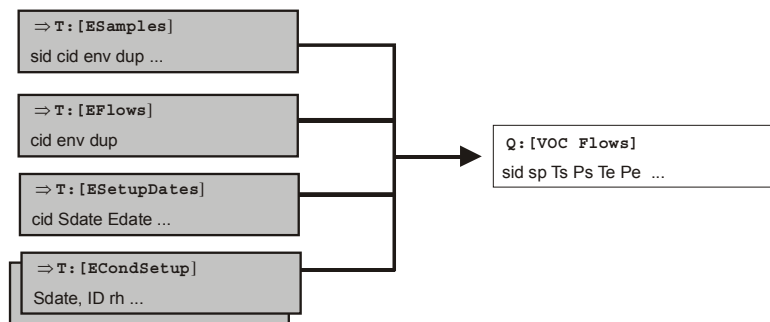 ⇒T:[ESamples]
sid cid env dup ...
⇒T:[EFlows]
cid env dup
⇒T:[ESetupDates]
cid Sdate Edate ...
⇒T:[ECondSetup]
Sdate, ID rh ...
Q:[VOC Flows]
sid sp Ts Ps Te Pe ...